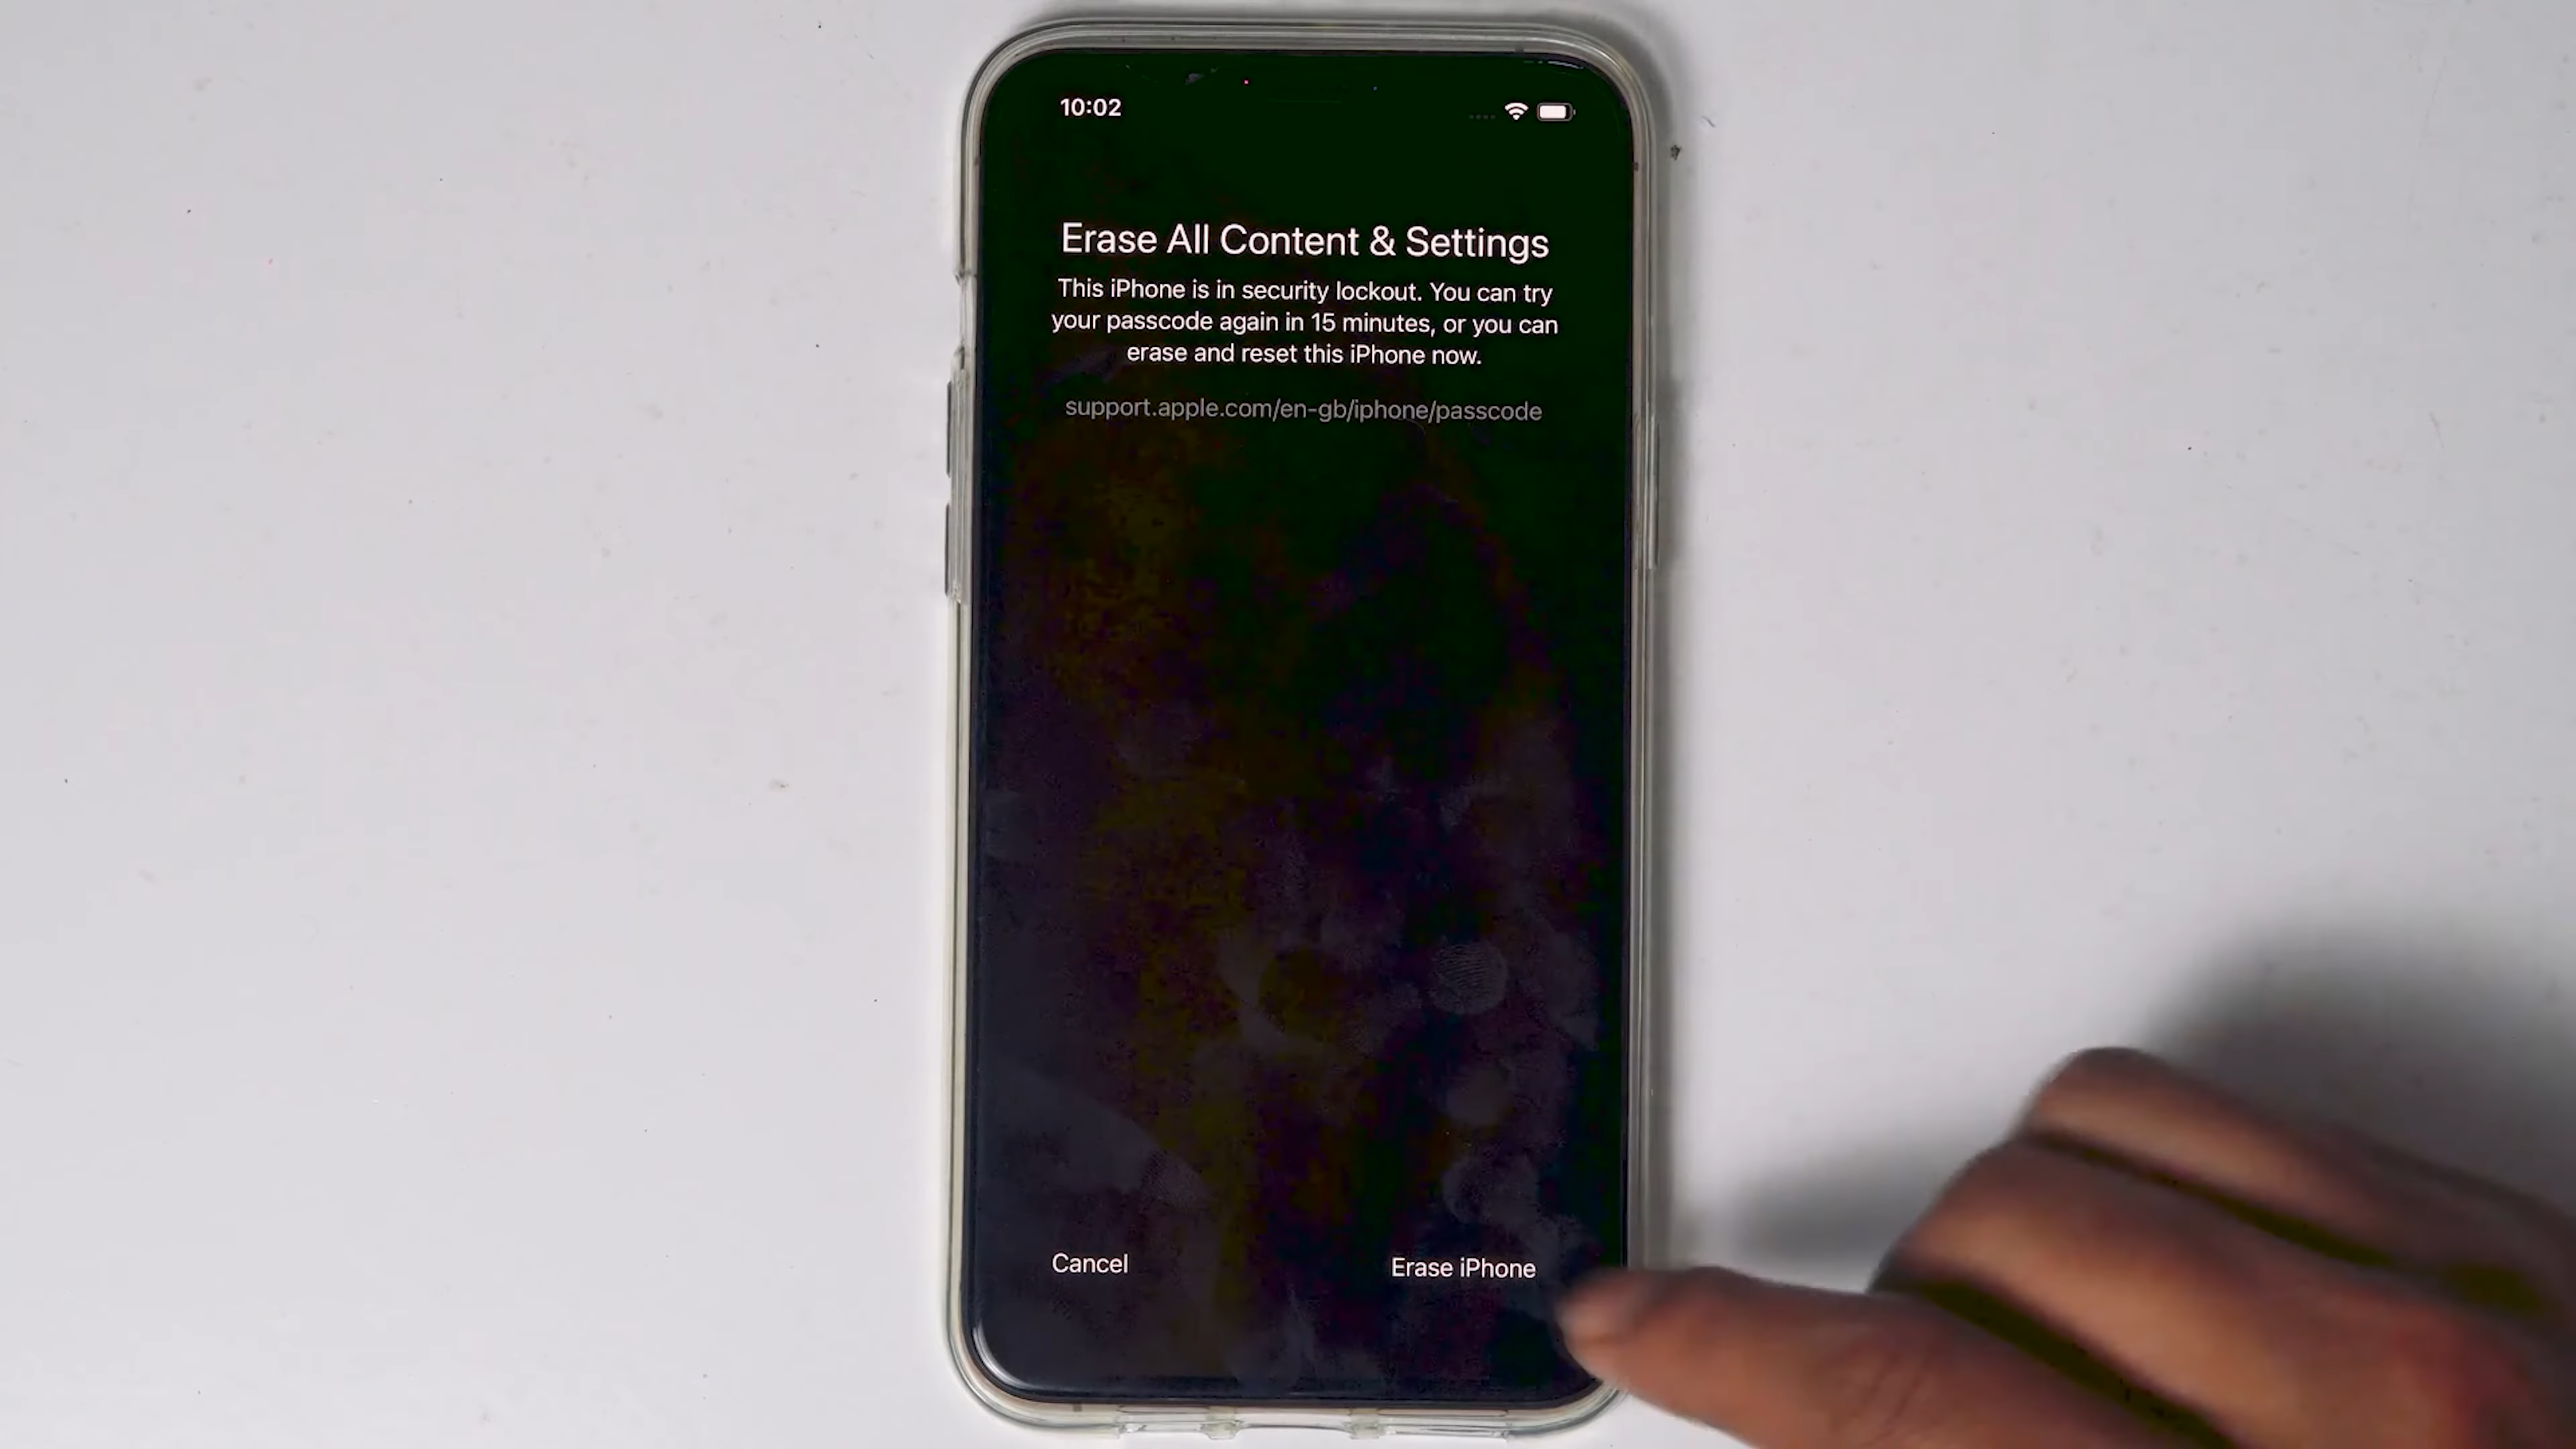 10:02
Erase All Content & Settings
This iPhone is in security lockout. You can try
your passcode again in 15 minutes, or you can
erase and reset this iPhone now.
support.apple.com/en-gb/iphone/passcode
Cancel
Erase iPhone